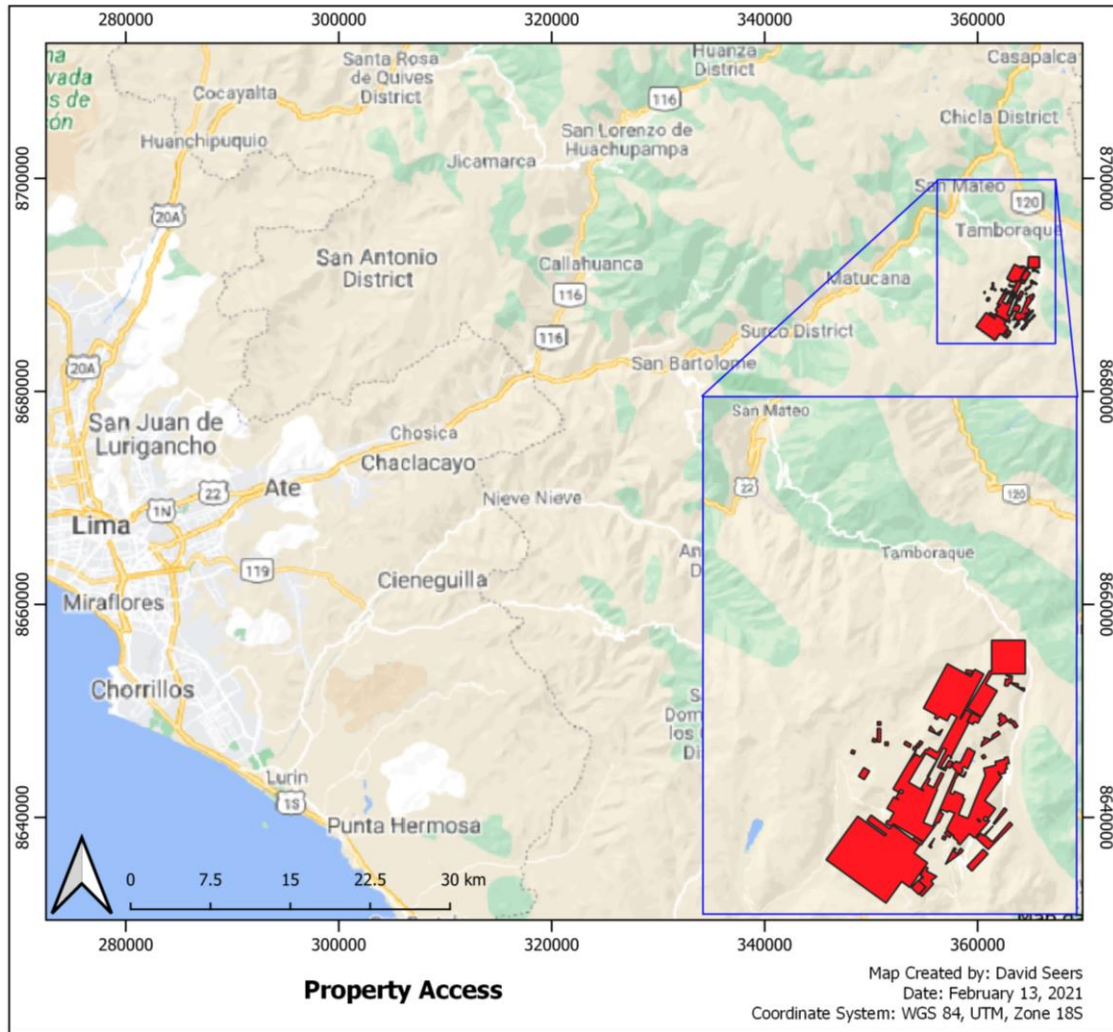 280000
300000
320000
340000
360000
na
vada
s de
ón
Santa Rosa
de Quives
District
Cocayalta
Huanza
District
Casapalca
116
Chicla District
Huanchipuquio
San Lorenzo de
Huachupampa
Jicamarca
8700000
8700000
San Mateo
120
Tamboraque
20A
San Antonio
District
Callahuanca
116
Matucana
116
Surco District
San Bartolome
20A
8680000
8680000
San Juan de
Lurigancho
Chosica
Chaclacayo
San Mateo
22
120
22
Ate
1N
Nieve Nieve
Lima
Tamboraque
119
Cieneguilla
Miraflores
8660000
8660000
Chorrillos
Lurin
1S
Punta Hermosa
8640000
8640000
0
7.5
15
22.5
30 km
280000
300000
320000
340000
360000
Property Access
Map Created by: David Seers
Date: February 13, 2021
Coordinate System: WGS 84, UTM, Zone 18S